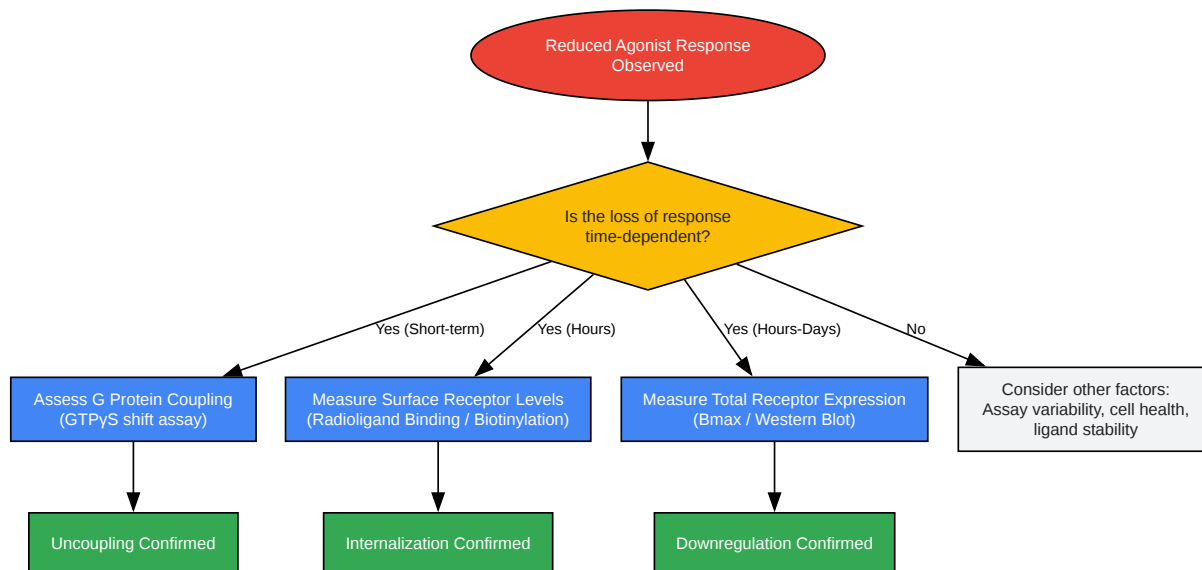 Reduced Agonist Response
Observed
Is the loss of response
time-dependent?
Yes (Short-term)
Yes (Hours)
Yes (Hours-Days)
No
Assess G Protein Coupling
(GTPγS shift assay)
Measure Surface Receptor Levels
(Radioligand Binding / Biotinylation)
Measure Total Receptor Expression
(Bmax / Western Blot)
Consider other factors:
Assay variability, cell health,
ligand stability
Uncoupling Confirmed
Internalization Confirmed
Downregulation Confirmed